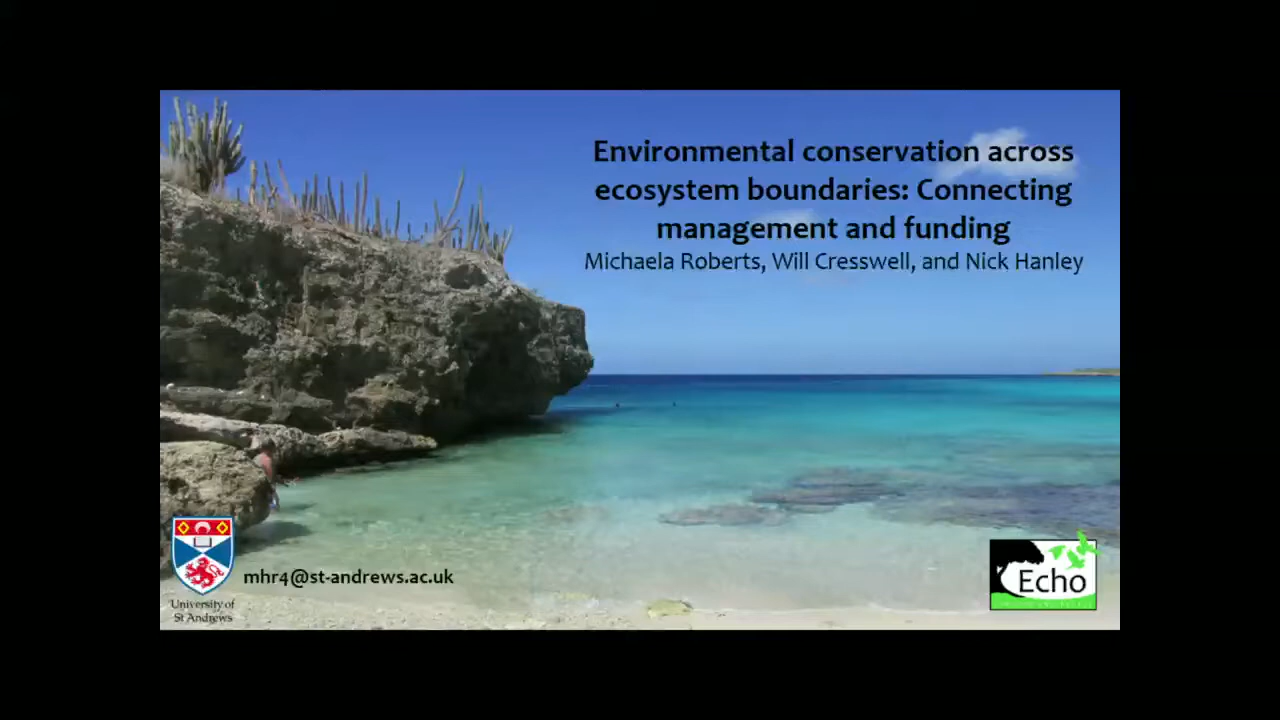 Environmental conservation across
ecosystem boundaries: Connecting
management and funding
Michaela Roberts, Will Cresswell, and Nick Hanley
mhr4@st-andrews.ac.uk
University of
St Andrews
Echo